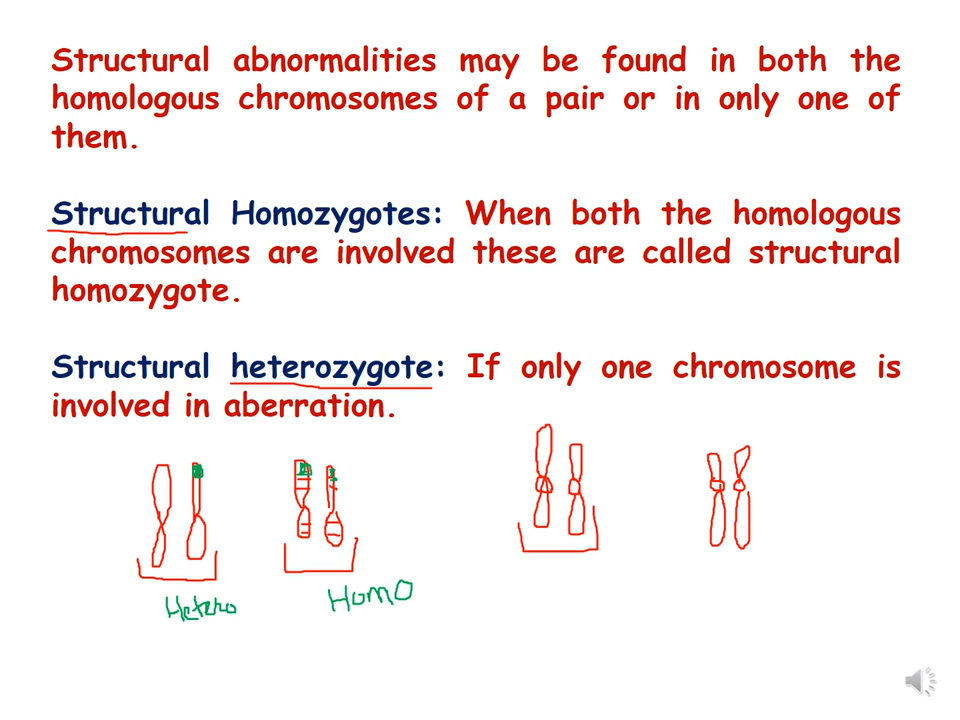 Structural abnormalities may be found in both the
homologous chromosomes of a pair or in only one of
them.
Structural Homozygotes: When both the homologous
chromosomes are involved these are called structural
homozygote.
Structural heterozygote: If only one chromosome is
involved in aberration.
Hetero
Homo